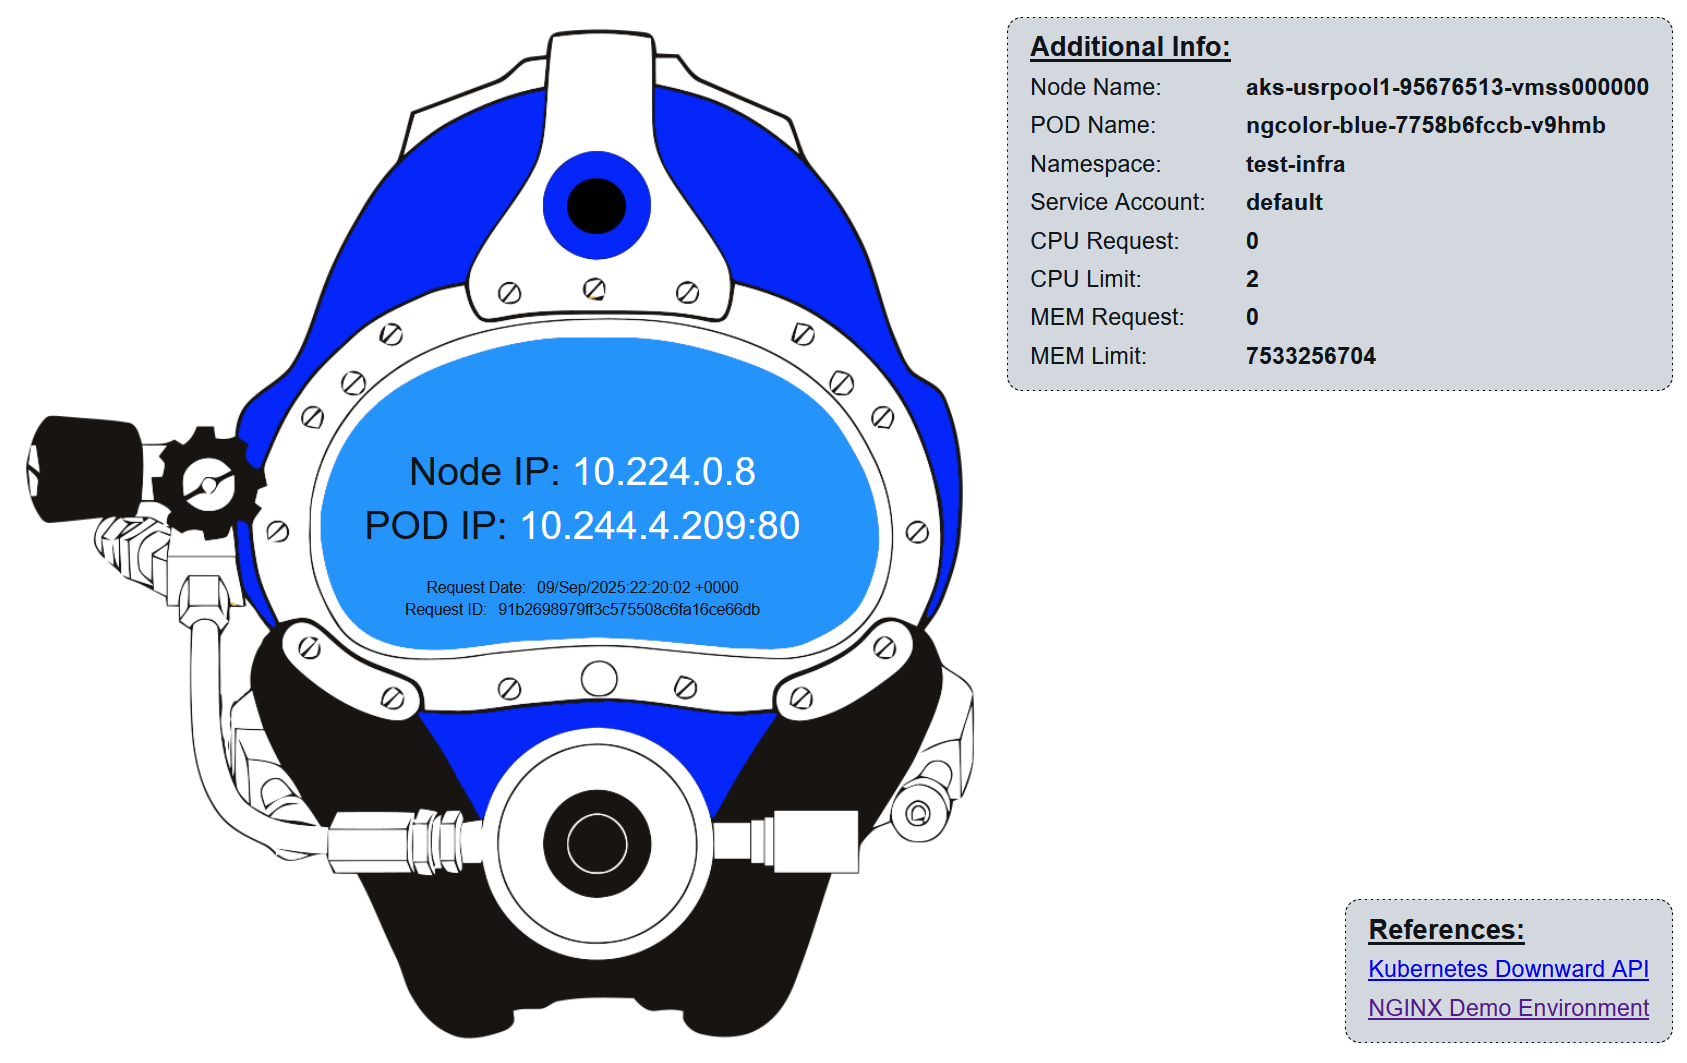 Additional Info:
Node Name: aks-usrpool1-95676513-vmss000000
POD Name: ngcolor-blue-7758b6fccb-v9hmb
Namespace: test-infra
Service Account: default
CPU Request: 0
CPU Limit: 2
MEM Request: 0
MEM Limit: 7533256704
Node IP: 10.224.0.8
POD IP: 10.244.4.209:80
Request Date: 09/Sep/2025:22:20:02 +0000
Request ID: 91b2698979ff3c575508c6fa16ce66db
References:
Kubernetes Downward API
NGINX Demo Environment